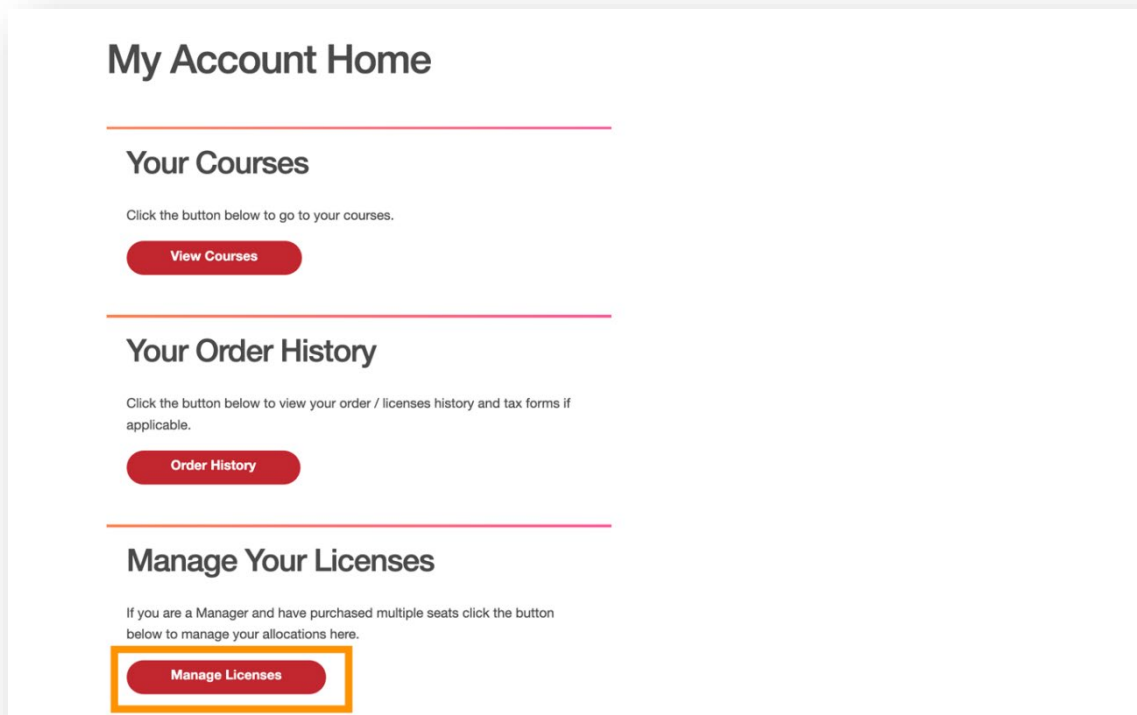 My Account Home
Your Courses
Click the button below to go to your courses.
View Courses
Your Order History
Click the button below to view your order / licenses history and tax forms if
applicable.
Order History
Manage Your Licenses
If you are a Manager and have purchased multiple seats click the button
below to manage your allocations here.
Manage Licenses